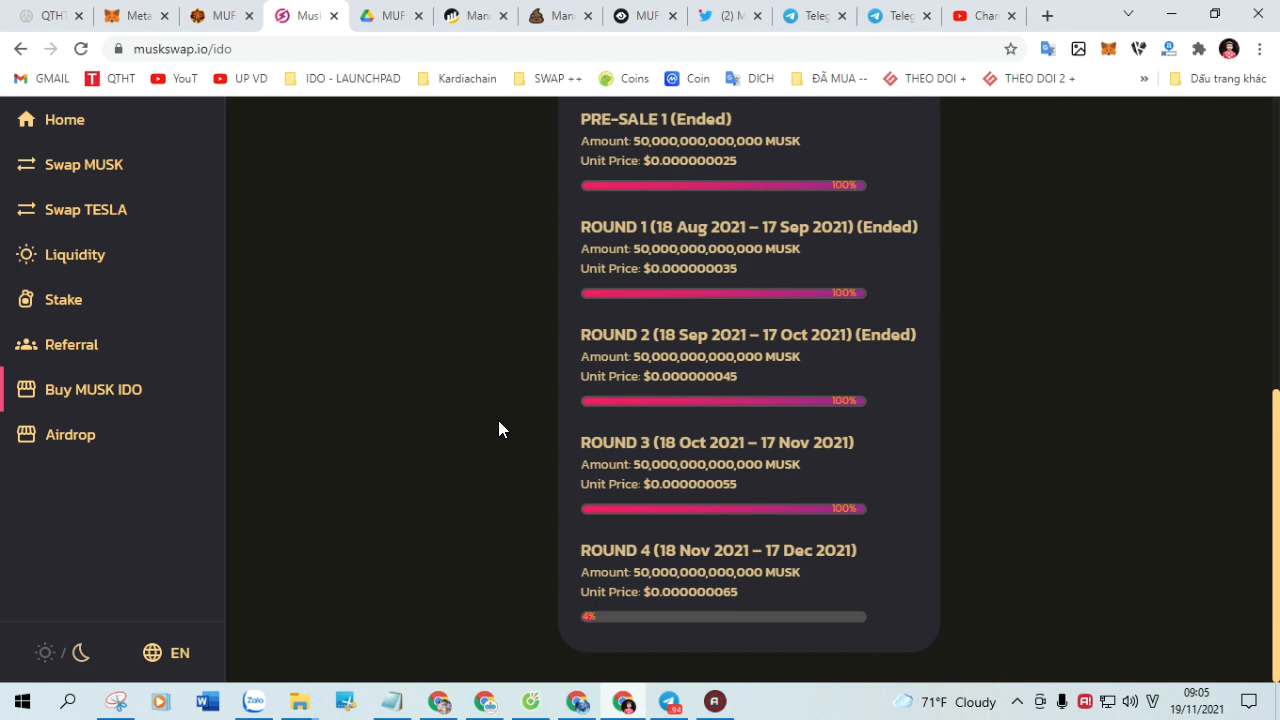 QTHT
Meta
MUF
Musk
MUF
Man
Man
MUF
(2) M
Teleg
Teleg
Chan
muskswap.io/ido
GMAIL
QTHT
YouT
UP VD
IDO - LAUNCHPAD
Kardiachain
SWAP ++
Coins
Coin
DICH
ĐÃ MUA --
THEO DOI +
THEO DOI 2 +
»
Dấu trang khác
Home
Swap MUSK
Swap TESLA
Liquidity
Stake
Referral
Buy MUSK IDO
Airdrop
/
EN
PRE-SALE 1 (Ended)
Amount: 50,000,000,000,000 MUSK
Unit Price: $0.000000025
100%
ROUND 1 (18 Aug 2021 – 17 Sep 2021) (Ended)
Amount: 50,000,000,000,000 MUSK
Unit Price: $0.000000035
100%
ROUND 2 (18 Sep 2021 – 17 Oct 2021) (Ended)
Amount: 50,000,000,000,000 MUSK
Unit Price: $0.000000045
100%
ROUND 3 (18 Oct 2021 – 17 Nov 2021)
Amount: 50,000,000,000,000 MUSK
Unit Price: $0.000000055
100%
ROUND 4 (18 Nov 2021 – 17 Dec 2021)
Amount: 50,000,000,000,000 MUSK
Unit Price: $0.000000065
4%
Zalo
94
71°F Cloudy
09:05
19/11/2021